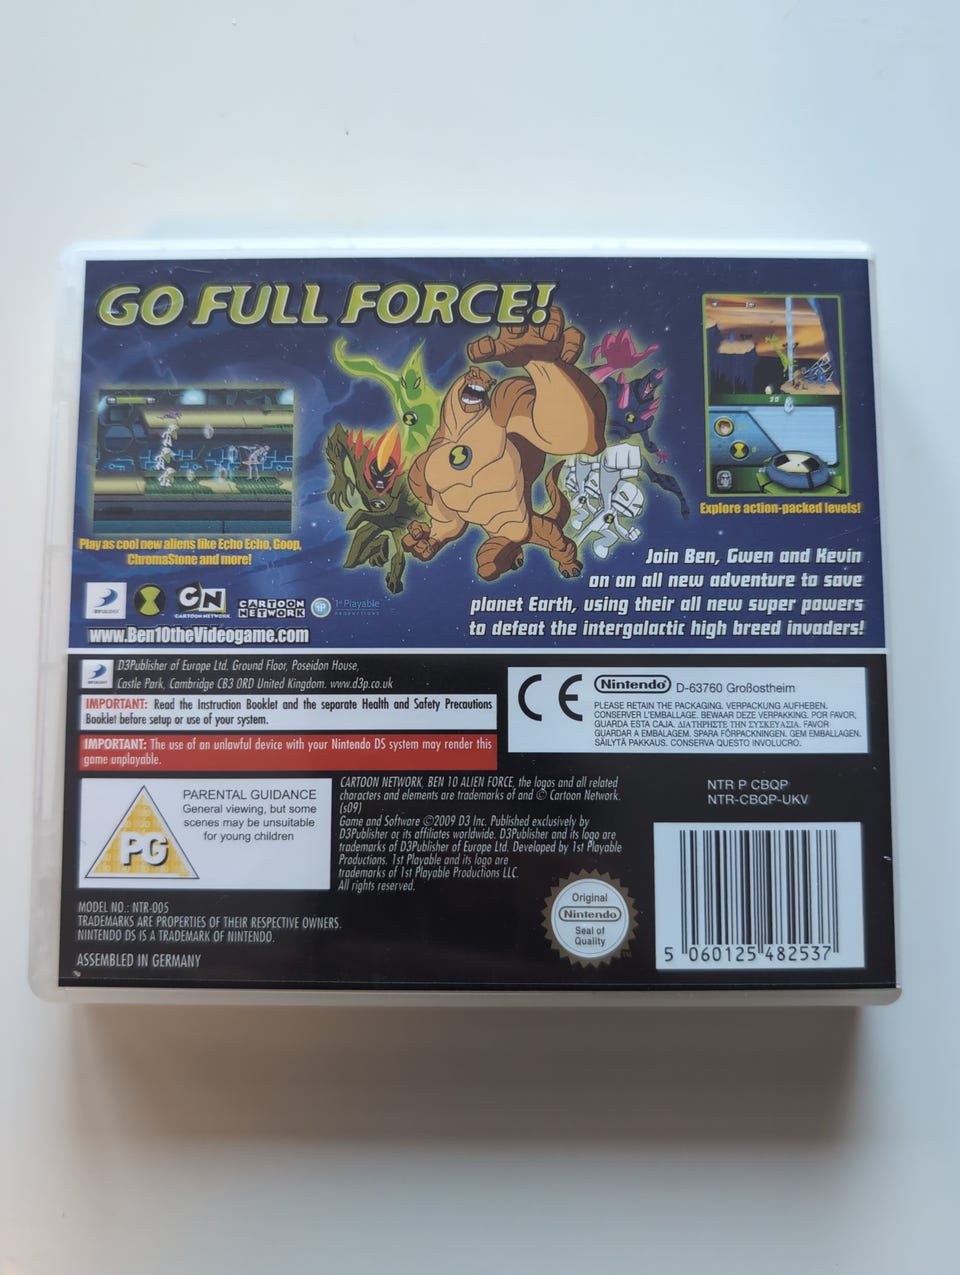 GO FULL FORCE!
Play as cool new aliens like Echo Echo, Goop,
ChromaStone and more!
Explore action-packed levels!
Join Ben, Gwen and Kevin
on an all new adventure to save
planet Earth, using their all new super powers
to defeat the intergalactic high breed invaders!
D3PUBLISHER
CN
CARTOON NETWORK
CARTOON
NETWORK
1P
1st Playable
PRODUCTIONS
www.Ben10theVideogame.com
D3Publisher of Europe Ltd. Ground Floor, Poseidon House,
Castle Park, Cambridge CB3 0RD United Kingdom. www.d3p.co.uk
IMPORTANT: Read the Instruction Booklet and the separate Health and Safety Precautions
Booklet before setup or use of your system.
IMPORTANT: The use of an unlawful device with your Nintendo DS system may render this
game unplayable.
CE
Nintendo® D-63760 Großostheim
PLEASE RETAIN THE PACKAGING. VERPACKUNG AUFHEBEN.
CONSERVER L'EMBALLAGE. BEWAAR DEZE VERPAKKING. POR FAVOR,
GUARDA ESTA CAJA. ΔΙΑΤΗΡΗΣΤΕ ΤΗΝ ΣΥΣΚΕΥΑΣΙΑ. FAVOR
GUARDAR A EMBALAGEM. SPARA FÖRPACKNINGEN. GEM EMBALLAGEN.
SÄILYTÄ PAKKAUS. CONSERVA QUESTO INVOLUCRO.
PG
PARENTAL GUIDANCE
General viewing, but some
scenes may be unsuitable
for young children
CARTOON NETWORK, BEN 10 ALIEN FORCE, the logos and all related
characters and elements are trademarks of and © Cartoon Network.
(s09)
Game and Software ©2009 D3 Inc. Published exclusively by
D3Publisher or its affiliates worldwide. D3Publisher and its logo are
trademarks of D3Publisher of Europe Ltd. Developed by 1st Playable
Productions. 1st Playable and its logo are
trademarks of 1st Playable Productions LLC.
All rights reserved.
NTR P CBQP
NTR-CBQP-UKV
MODEL NO.: NTR-005
TRADEMARKS ARE PROPERTIES OF THEIR RESPECTIVE OWNERS.
NINTENDO DS IS A TRADEMARK OF NINTENDO.
ASSEMBLED IN GERMANY
Original
Nintendo
Seal of
Quality
TM
5 060125 482537